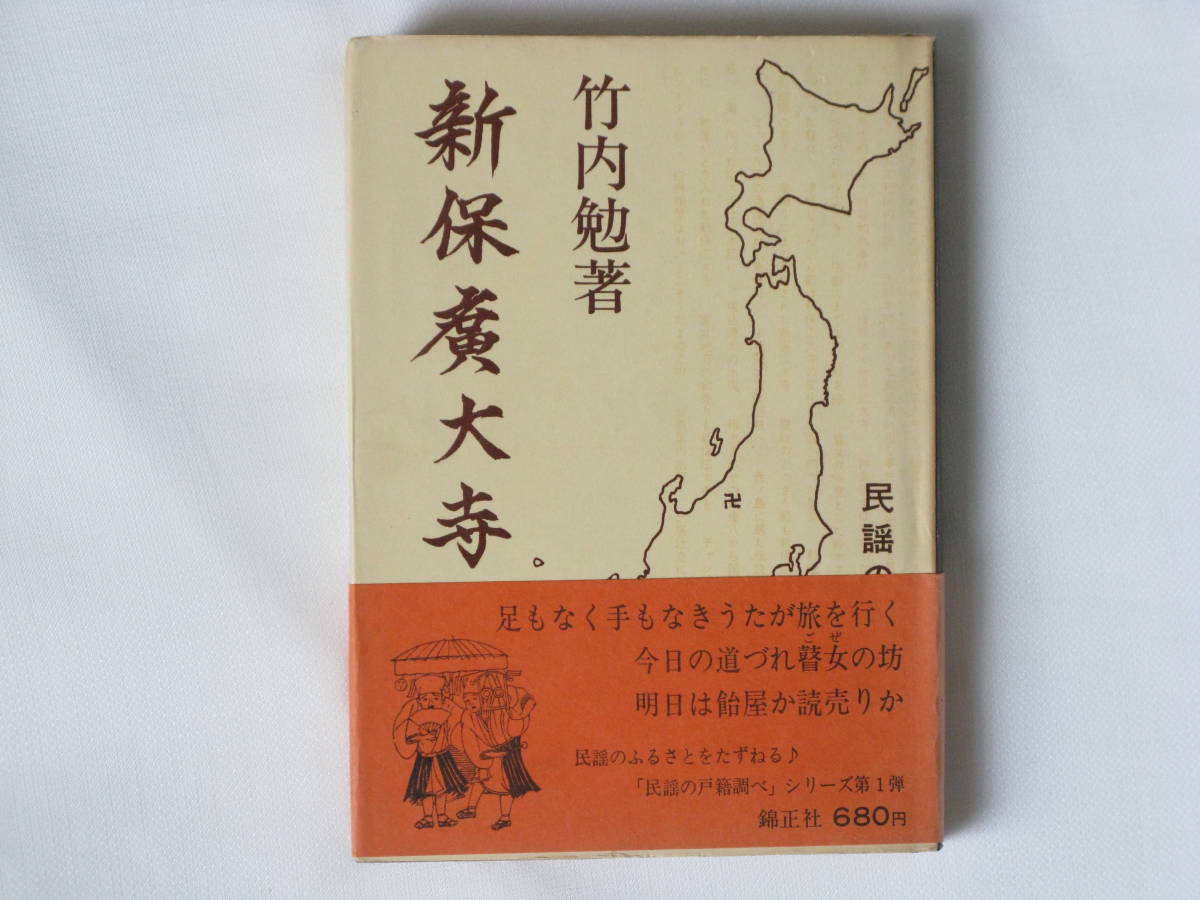 民謡の
竹内勉著
新保廣大寺
卍
足もなく手もなきうたが旅を行く
ごぜ
今日の道づれ瞽女の坊
明日は飴屋か読売りか
民謡のふるさとをたずねる♪
「民謡の戸籍調べ」シリーズ第1弾
錦正社 680円